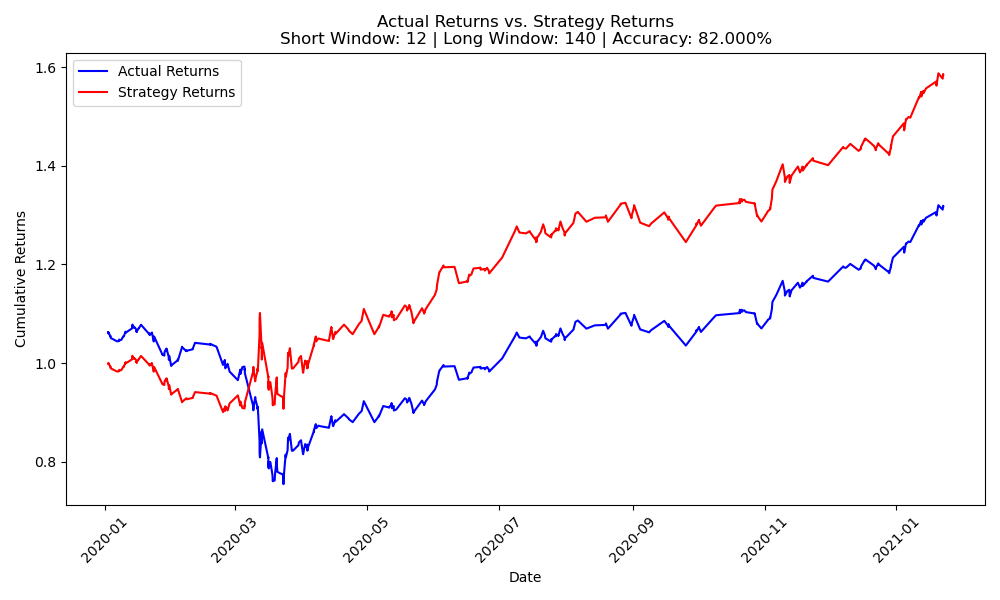 Actual Returns vs. Strategy Returns
Short Window: 12 | Long Window: 140 | Accuracy: 82.000%
Actual Returns
Strategy Returns
Cumulative Returns
1.6
1.4
1.2
1.0
0.8
2020-01
2020-03
2020-05
2020-07
2020-09
2020-11
2021-01
Date